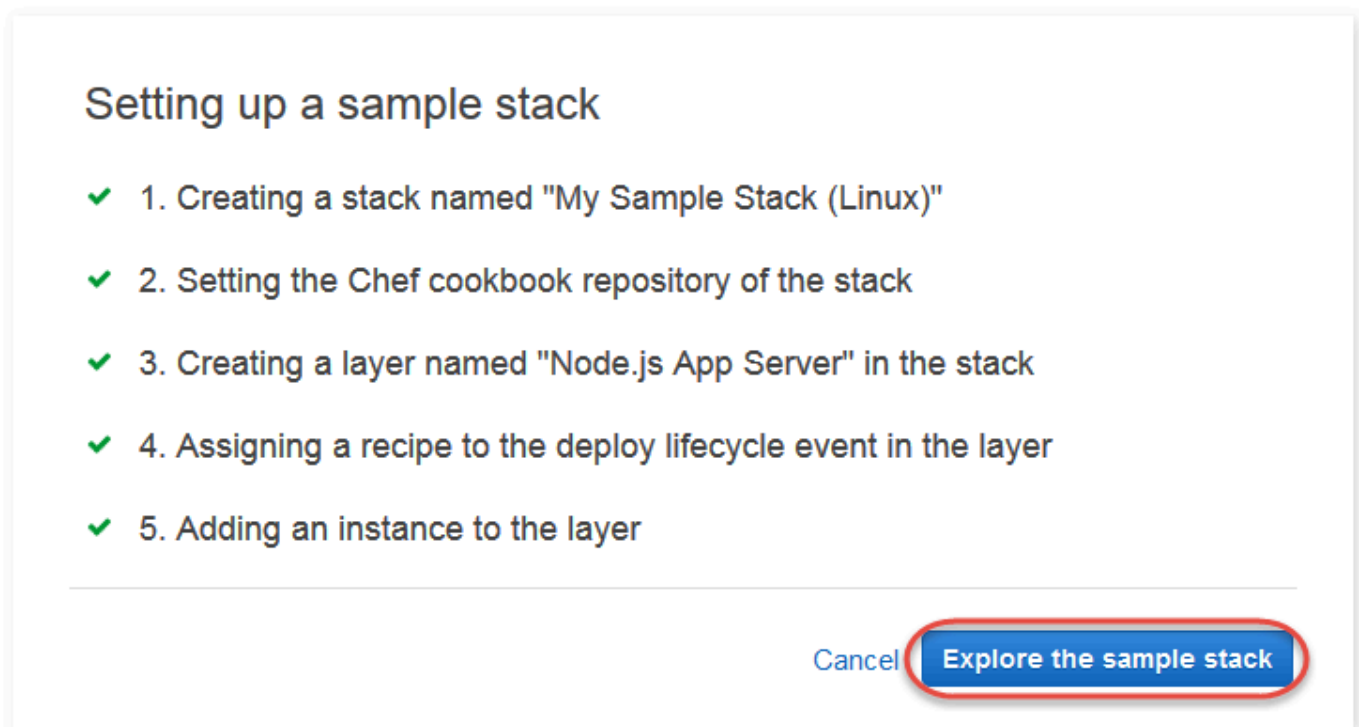 Setting up a sample stack
1. Creating a stack named "My Sample Stack (Linux)"
2. Setting the Chef cookbook repository of the stack
3. Creating a layer named "Node.js App Server" in the stack
4. Assigning a recipe to the deploy lifecycle event in the layer
5. Adding an instance to the layer
Cancel Explore the sample stack